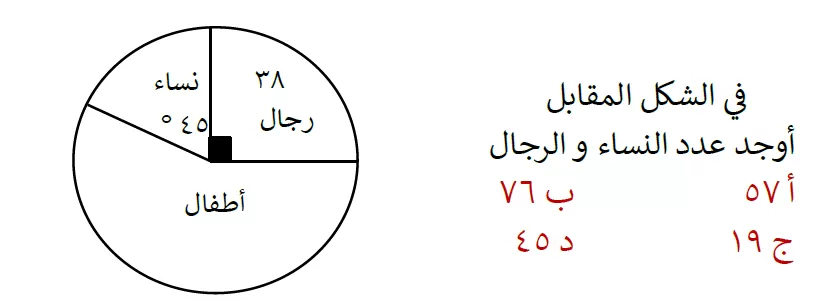 في الشكل المقابل
أوجد عدد النساء و الرجال
أ ٥٧ ب ٧٦
ج ١٩ د ٤٥
٣٨
رجال
نساء
٤٥ °
أطفال